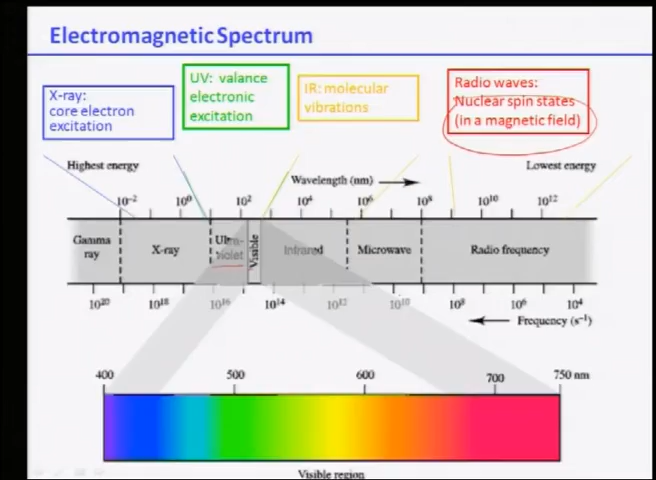 Electromagnetic Spectrum
X-ray:
core electron
excitation
UV: valance
electronic
excitation
IR: molecular
vibrations
Radio waves:
Nuclear spin states
(in a magnetic field)
Highest energy
Wavelength (nm)
Lowest energy
10⁻² 10⁰ 10² 10⁴ 10⁶ 10⁸ 10¹⁰ 10¹²
Gamma
ray
X-ray
Ultra-
violet
Visible
Infrared
Microwave
Radio frequency
10²⁰ 10¹⁸ 10¹⁶ 10¹⁴ 10¹² 10¹⁰ 10⁸ 10⁶ 10⁴
Frequency (s⁻¹)
400 500 600 700 750 nm
Visible region